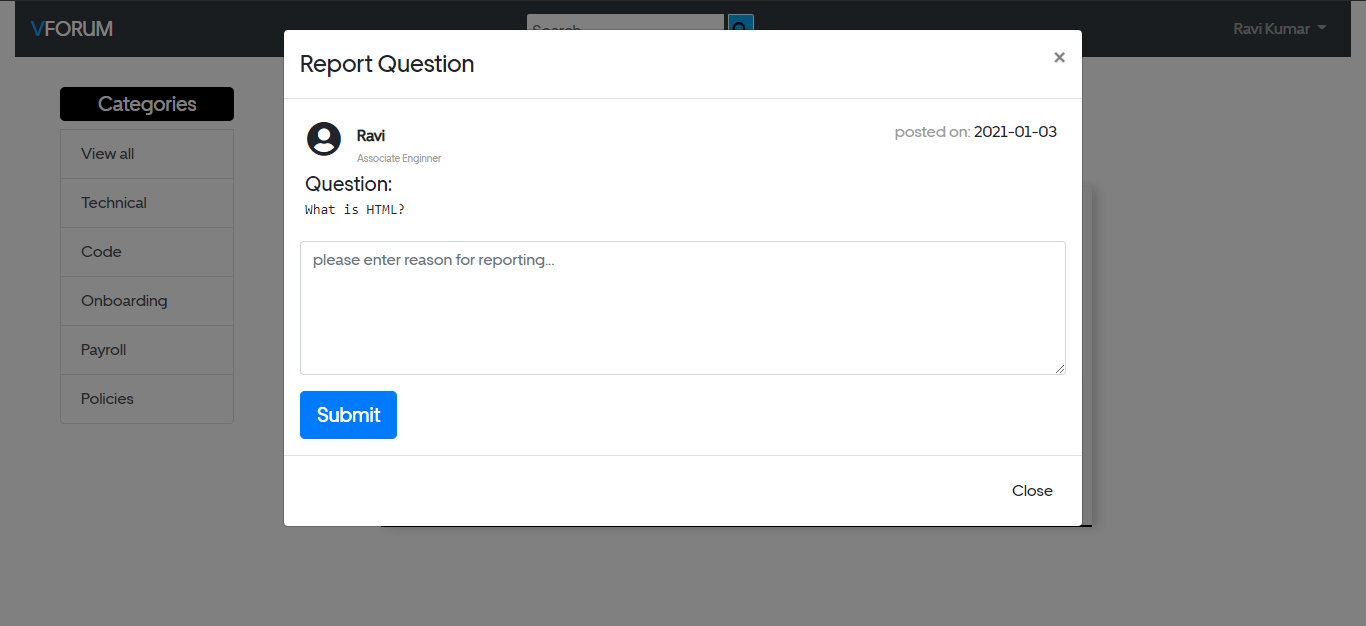 VFORUM
Search
Ravi Kumar
Report Question
×
Categories
View all
Technical
Code
Onboarding
Payroll
Policies
Ravi
posted on: 2021-01-03
Associate Enginner
Question:
What is HTML?
please enter reason for reporting...
Submit
Close